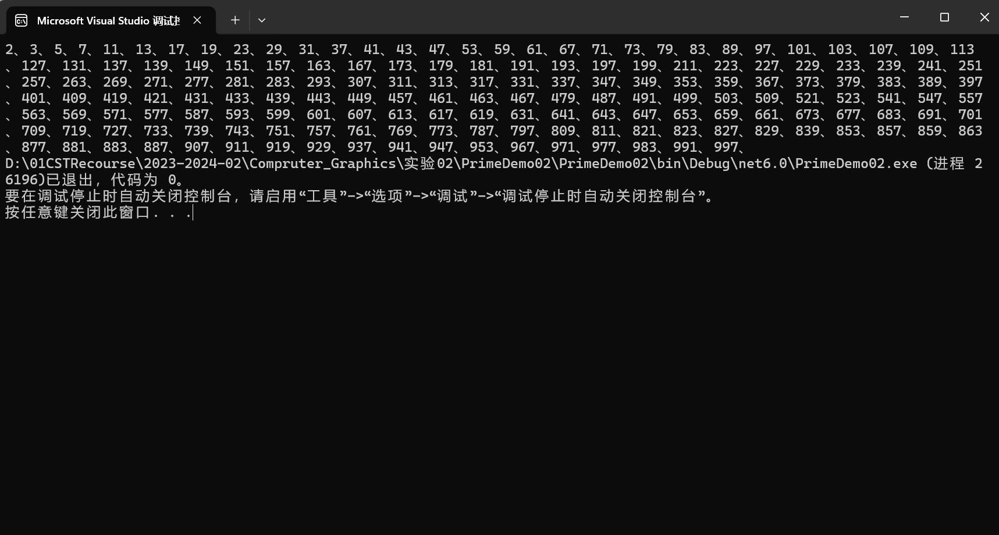 Microsoft Visual Studio 调试
2、3、5、7、11、13、17、19、23、29、31、37、41、43、47、53、59、61、67、71、73、79、83、89、97、101、103、107、109、113
、127、131、137、139、149、151、157、163、167、173、179、181、191、193、197、199、211、223、227、229、233、239、241、251
、257、263、269、271、277、281、283、293、307、311、313、317、331、337、347、349、353、359、367、373、379、383、389、397
、401、409、419、421、431、433、439、443、449、457、461、463、467、479、487、491、499、503、509、521、523、541、547、557
、563、569、571、577、587、593、599、601、607、613、617、619、631、641、643、647、653、659、661、673、677、683、691、701
、709、719、727、733、739、743、751、757、761、769、773、787、797、809、811、821、823、827、829、839、853、857、859、863
、877、881、883、887、907、911、919、929、937、941、947、953、967、971、977、983、991、997、
D:\01CSTRecourse\2023-2024-02\Compruter_Graphics\实验02\PrimeDemo02\PrimeDemo02\bin\Debug\net6.0\PrimeDemo02.exe (进程 2
6196)已退出，代码为 0。
要在调试停止时自动关闭控制台，请启用“工具”->“选项”->“调试”->“调试停止时自动关闭控制台”。
按任意键关闭此窗口. . .